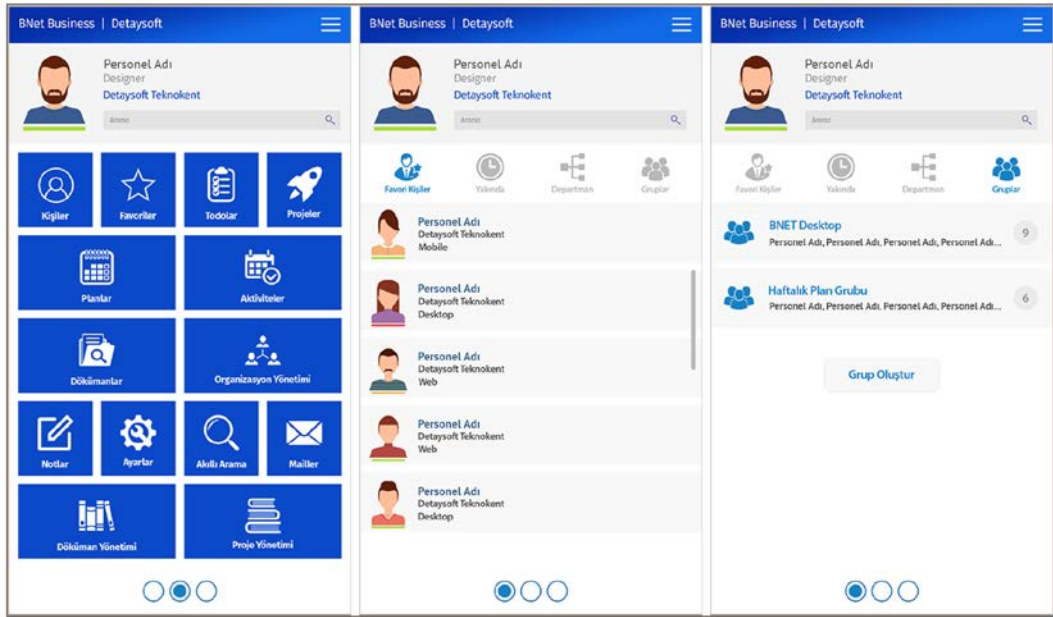 BNet Business | Detaysoft
Personel Adı
Designer
Detaysoft Teknokent
Arama
Kişiler
Favoriler
Todolar
Projeler
Planlar
Aktiviteler
Dökümanlar
Organizasyon Yönetimi
Notlar
Ayarlar
Akıllı Arama
Mailler
Döküman Yönetimi
Proje Yönetimi
BNet Business | Detaysoft
Personel Adı
Designer
Detaysoft Teknokent
Arama
Favori Kişiler
Yakında
Departman
Gruplar
Personel Adı
Detaysoft Teknokent
Mobile
Personel Adı
Detaysoft Teknokent
Desktop
Personel Adı
Detaysoft Teknokent
Web
Personel Adı
Detaysoft Teknokent
Web
Personel Adı
Detaysoft Teknokent
Desktop
BNet Business | Detaysoft
Personel Adı
Designer
Detaysoft Teknokent
Arama
Favori Kişiler
Yakında
Departman
Gruplar
BNET Desktop
Personel Adı, Personel Adı, Personel Adı, Personel Adı...
9
Haftalık Plan Grubu
Personel Adı, Personel Adı, Personel Adı, Personel Adı...
6
Grup Oluştur